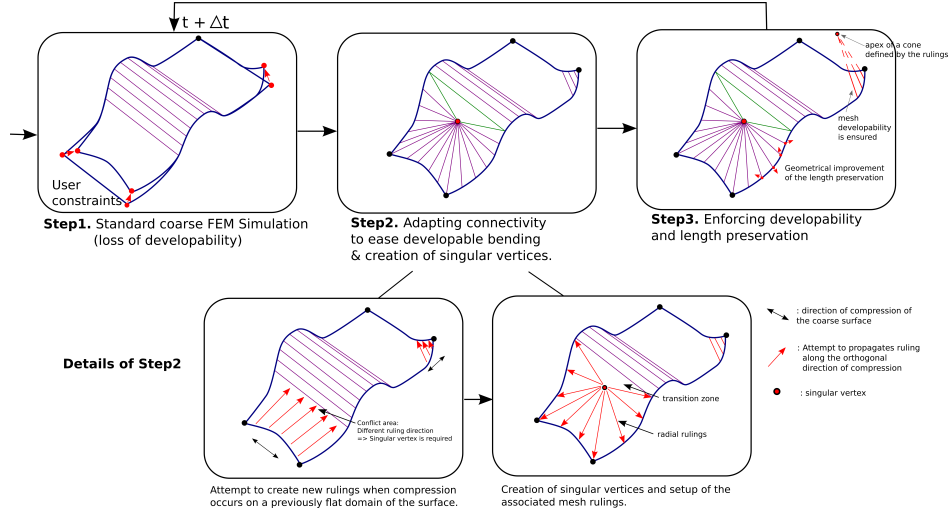 t + Δt
User
constraints
Step1. Standard coarse FEM Simulation
(loss of developability)
Step2. Adapting connectivity
to ease developable bending
& creation of singular vertices.
apex of a cone
defined by the rulings
mesh
developability
is ensured
Geometrical improvement
of the length preservation
Step3. Enforcing developability
and length preservation
Details of Step2
Conflict area:
Different ruling direction
=> Singular vertex is required
Attempt to create new rulings when compression
occurs on a previously flat domain of the surface.
transition zone
radial rulings
Creation of singular vertices and setup of the
associated mesh rulings.
: direction of compression of
the coarse surface
: Attempt to propagates ruling
along the orthogonal
direction of compression
: singular vertex